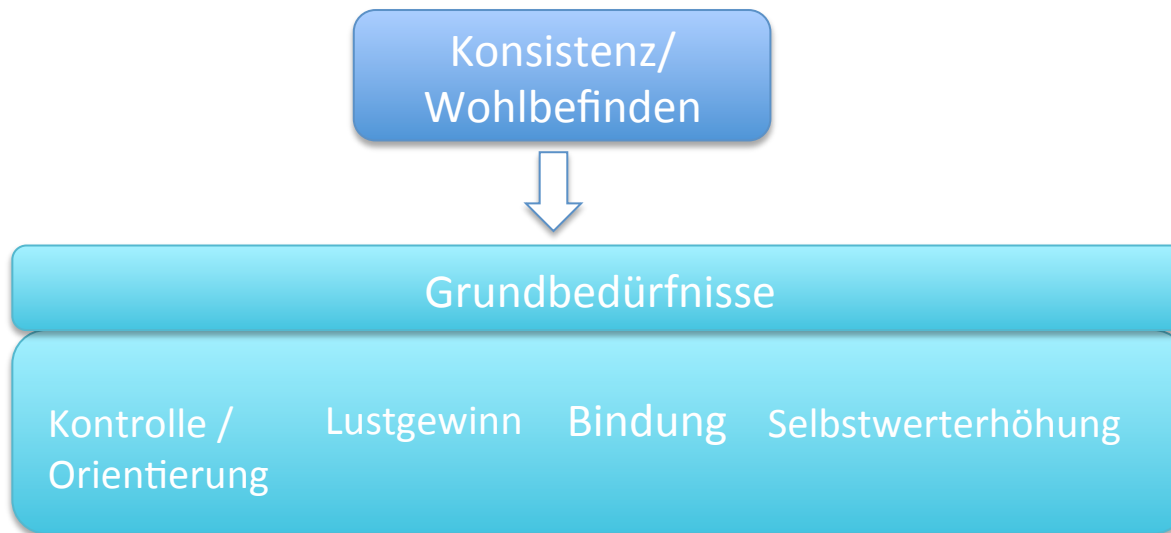 Konsistenz/
Wohlbefinden
Grundbedürfnisse
Kontrolle /
Orientierung
Lustgewinn
Bindung
Selbstwerterhöhung